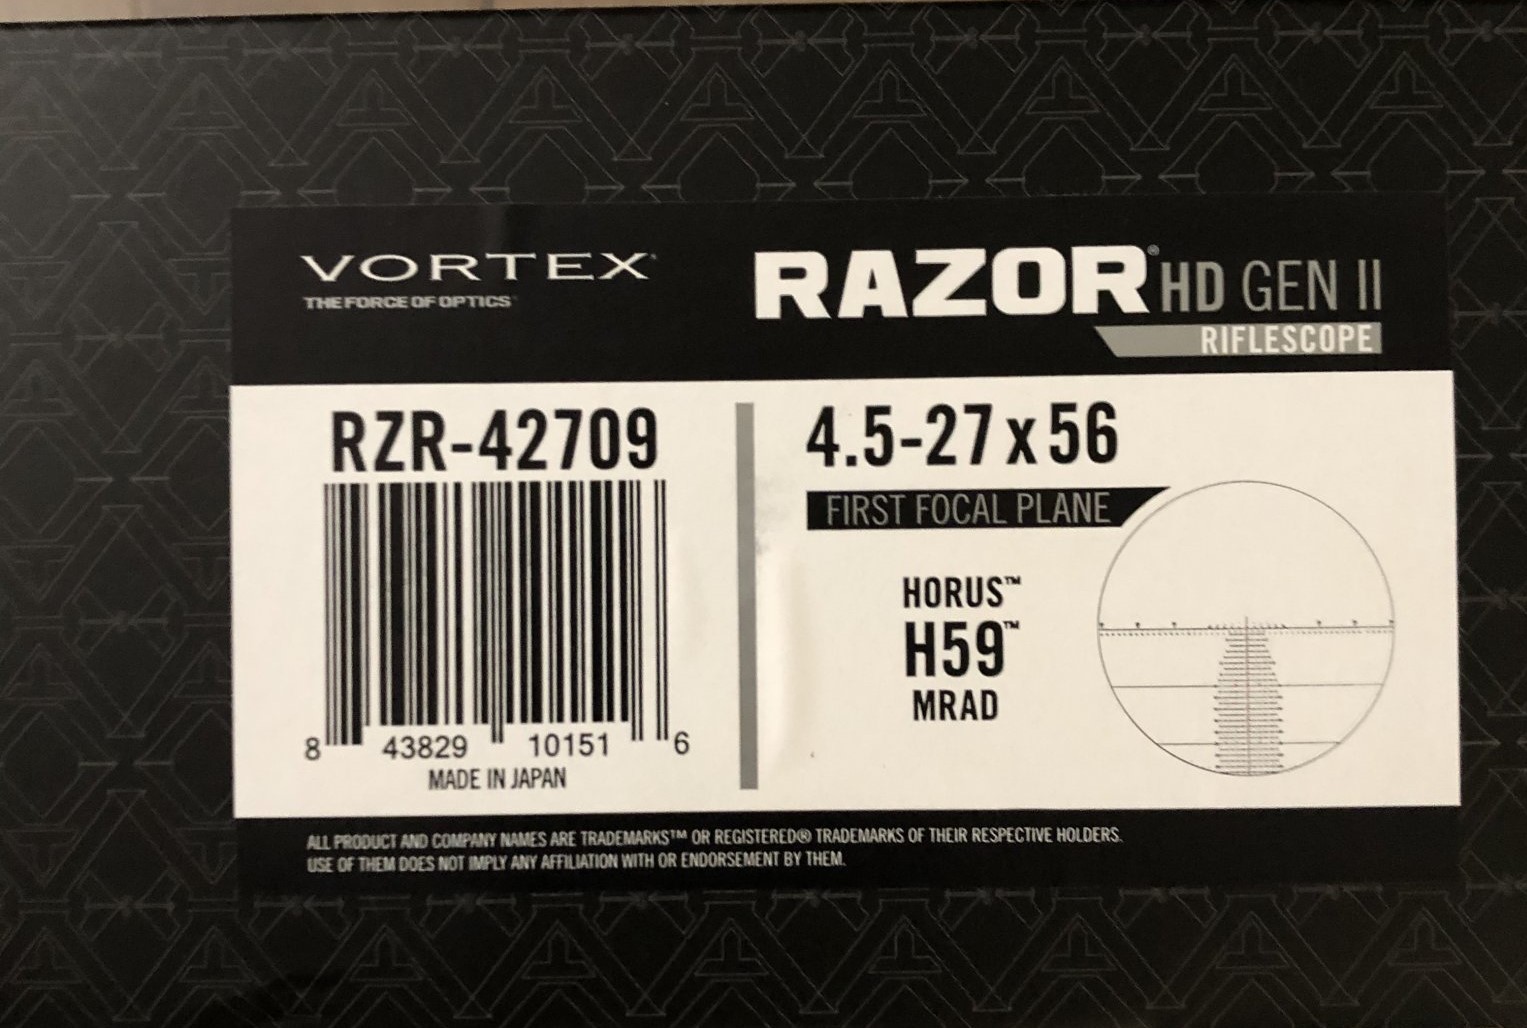 VORTEX®
THE FORCE OF OPTICS
RAZOR® HD GEN II
RIFLESCOPE
RZR-42709
8 43829 10151 6
MADE IN JAPAN
4.5-27 x 56
FIRST FOCAL PLANE
HORUS™
H59™
MRAD
ALL PRODUCT AND COMPANY NAMES ARE TRADEMARKS™ OR REGISTERED® TRADEMARKS OF THEIR RESPECTIVE HOLDERS.
USE OF THEM DOES NOT IMPLY ANY AFFILIATION WITH OR ENDORSEMENT BY THEM.